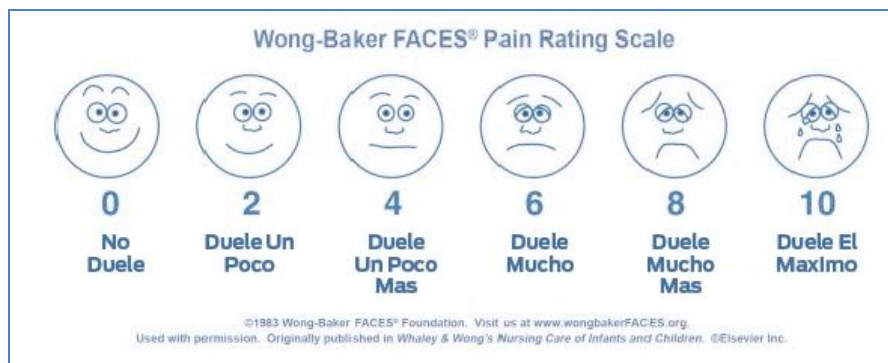 Wong-Baker FACES® Pain Rating Scale
0 2 4 6 8 10
No Duele Un Duele Duele Duele Duele El
Duele Poco Un Poco Mucho Mucho Maximo
Mas Mas
©1983 Wong-Baker FACES® Foundation. Visit us at www.wongbakerFACES.org.
Used with permission. Originally published in Whaley & Wong's Nursing Care of Infants and Children. ©Elsevier Inc.